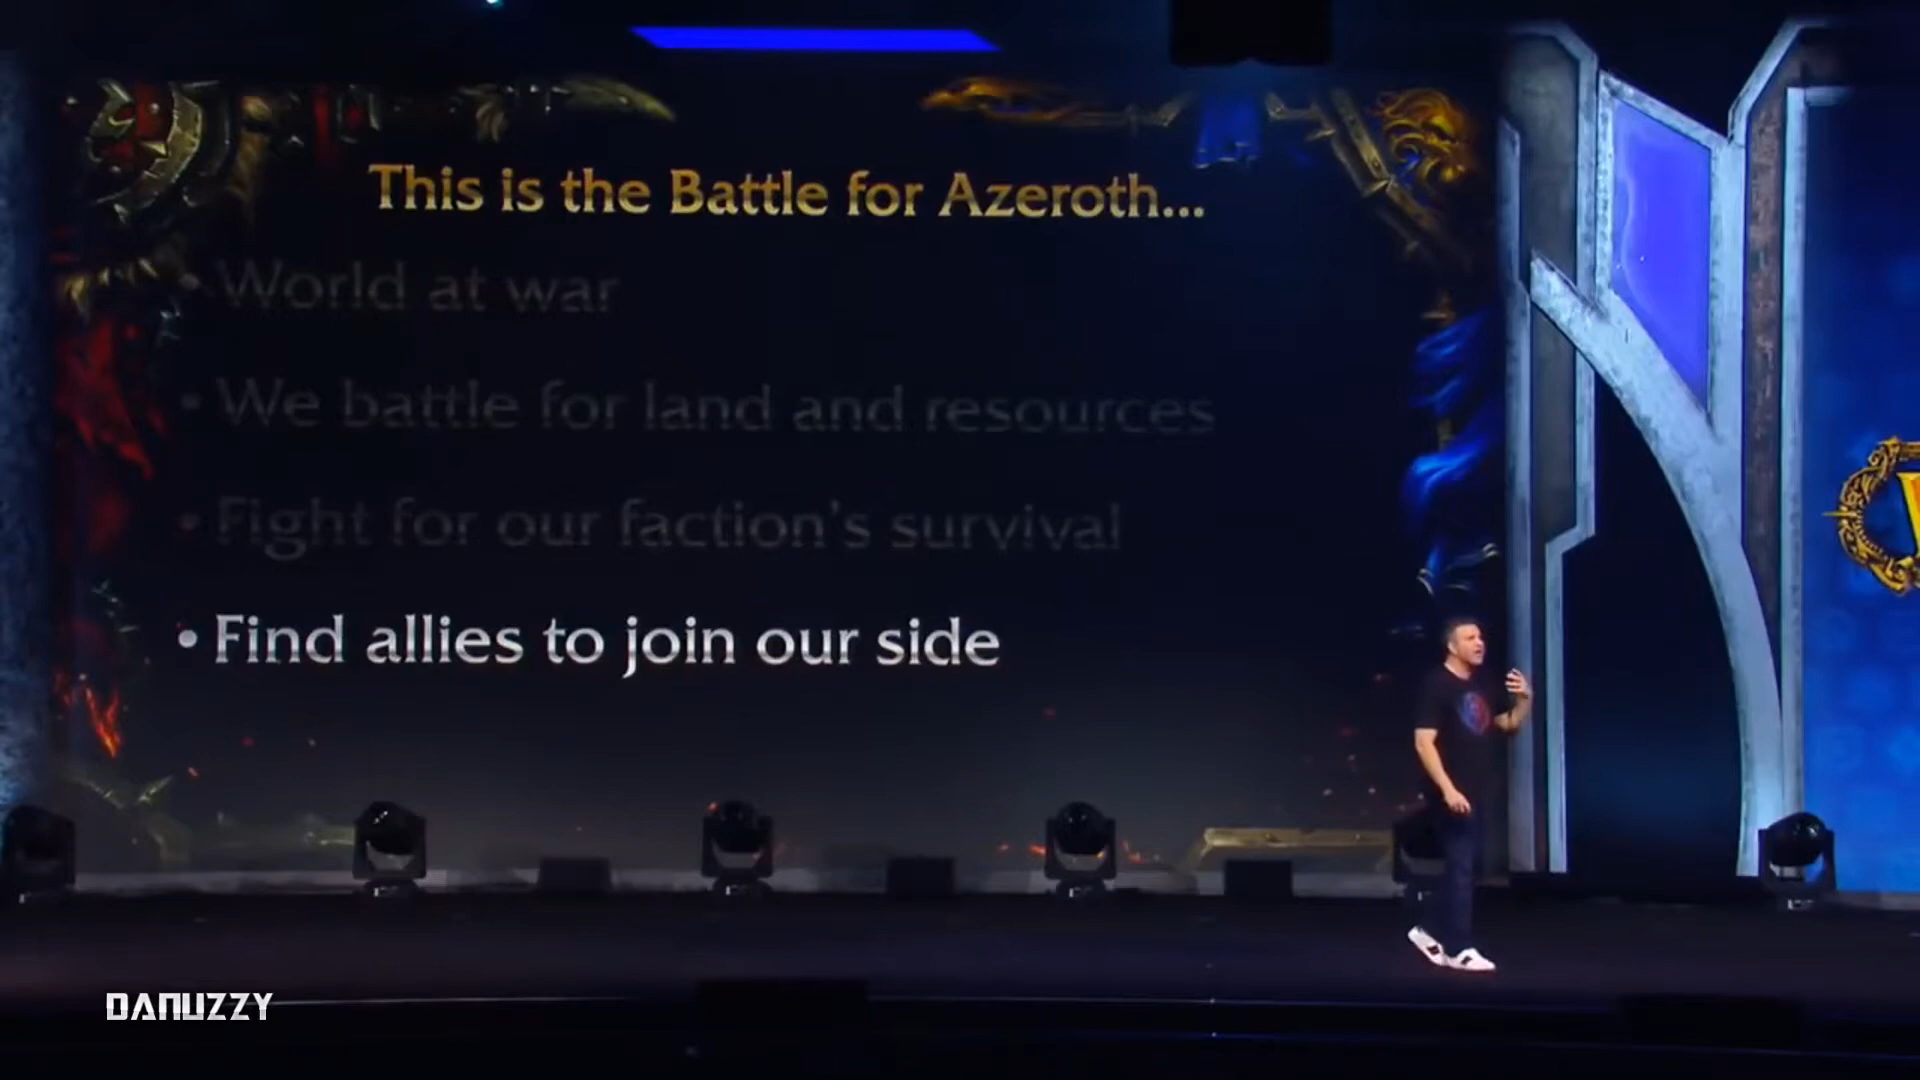 This is the Battle for Azeroth...
• World at war
• We battle for land and resources
• Fight for our faction's survival
• Find allies to join our side
DANUZZY